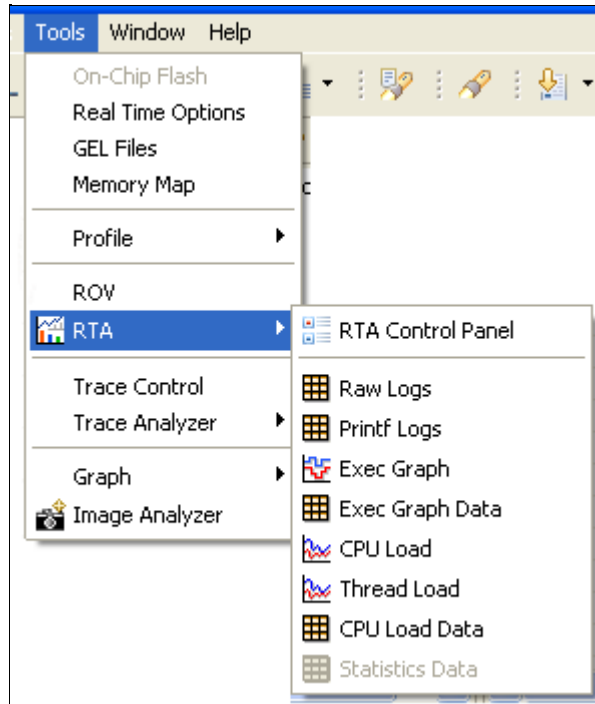 Tools Window Help
On-Chip Flash
Real Time Options
GEL Files
Memory Map
Profile
ROV
RTA
Trace Control
Trace Analyzer
Graph
Image Analyzer
RTA Control Panel
Raw Logs
Printf Logs
Exec Graph
Exec Graph Data
CPU Load
Thread Load
CPU Load Data
Statistics Data